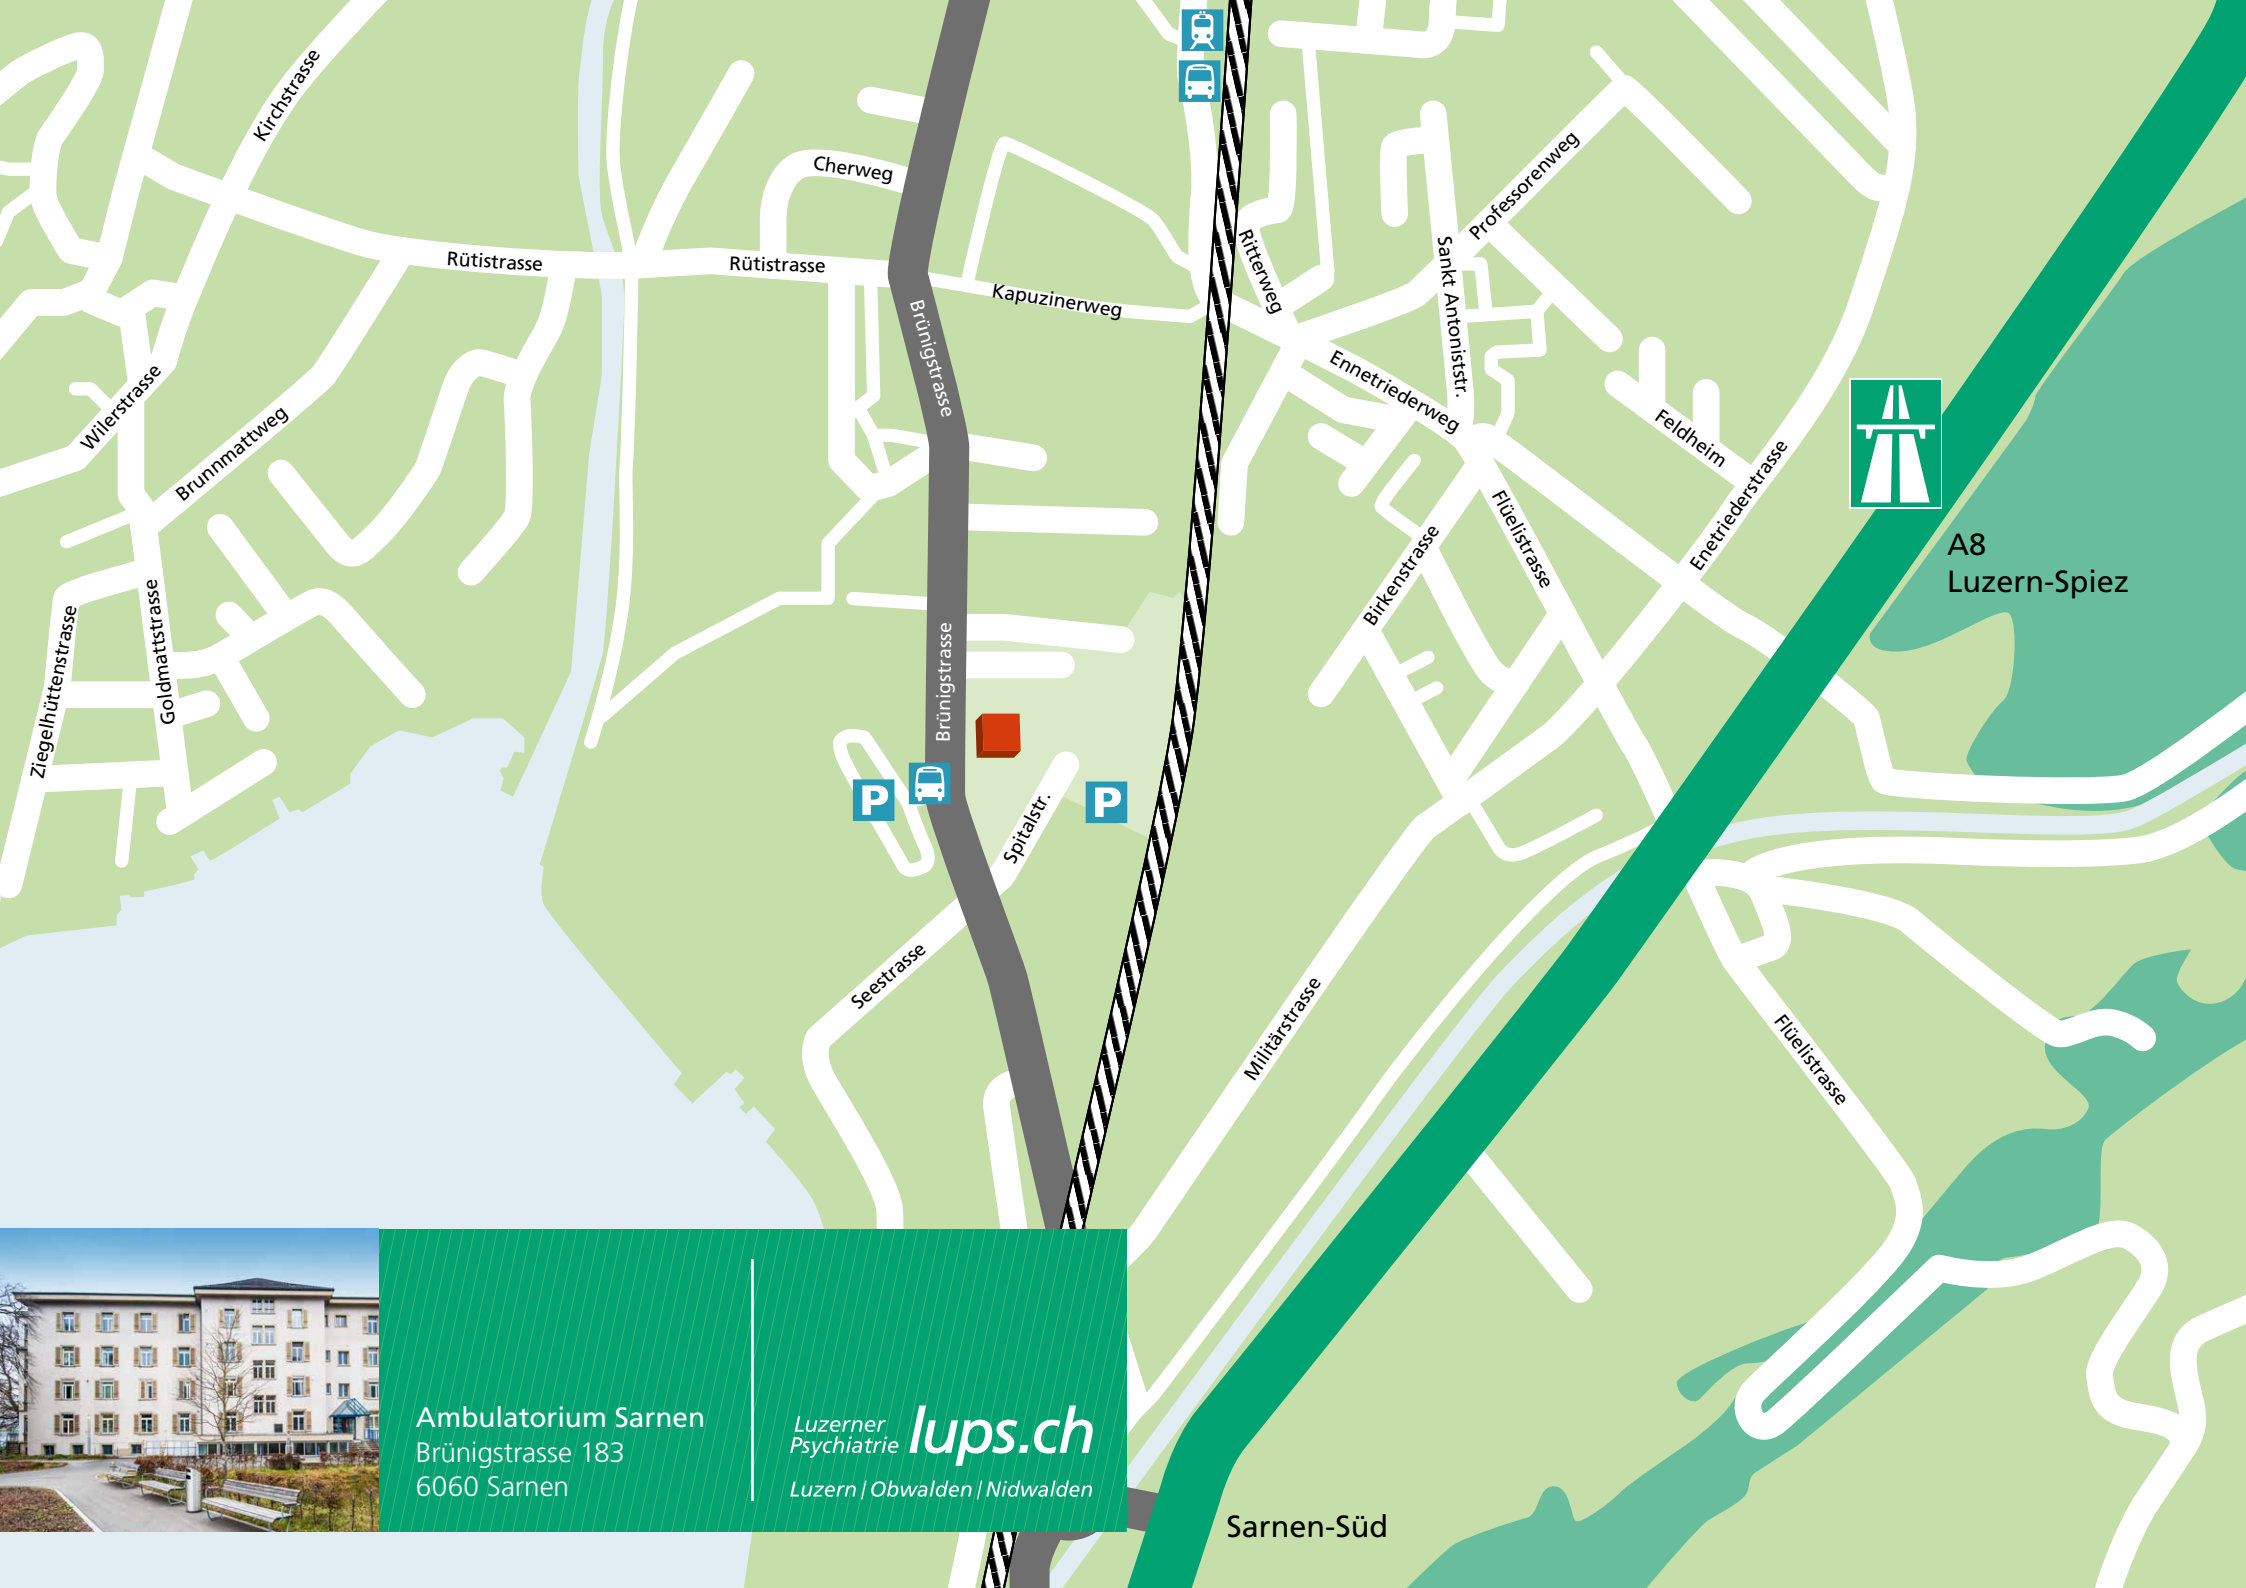 Kirchstrasse
Cherweg
Rütistrasse
Rütistrasse
Kapuzinerweg
Ritterweg
Professorenweg
Sankt Antoniststr.
Brünigstrasse
Ennetriederweg
Wilerstrasse
Brunnmattweg
Feldheim
Enetriederstrasse
Flüelistrasse
Birkenstrasse
A8
Luzern-Spiez
Ziegelhüttenstrasse
Goldmattstrasse
Brünigstrasse
P
P
Spitalstr.
Seestrasse
Militärstrasse
Flüelistrasse
Ambulatorium Sarnen
Brünigstrasse 183
6060 Sarnen
Luzerner
Psychiatrie lups.ch
Luzern | Obwalden | Nidwalden
Sarnen-Süd